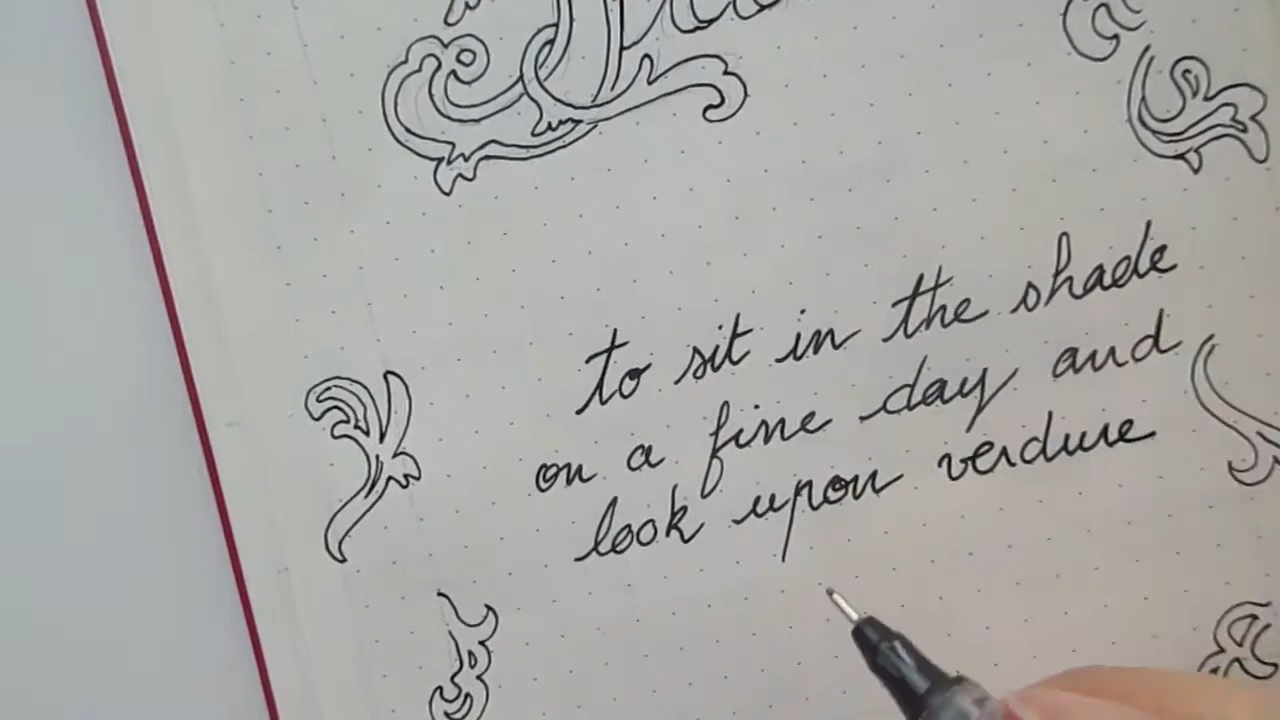 to sit in the shade
on a fine day and
look upon verdure